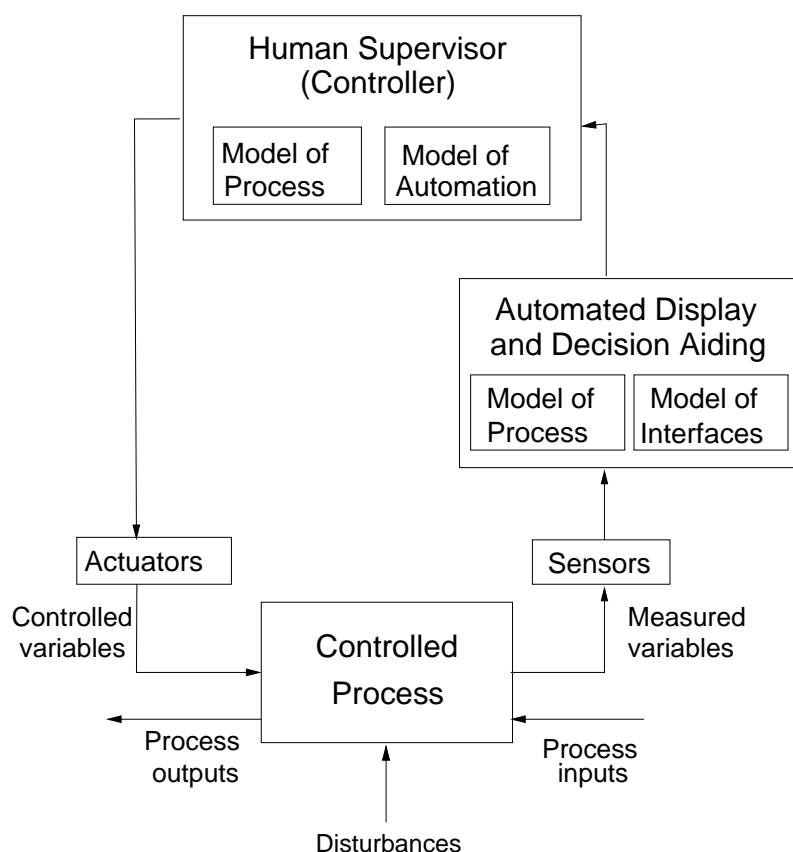 Human Supervisor
(Controller)
Model of
Process
Model of
Automation
Automated Display
and Decision Aiding
Model of
Process
Model of
Interfaces
Actuators
Sensors
Controlled
variables
Controlled
Process
Measured
variables
Process
outputs
Process
inputs
Disturbances